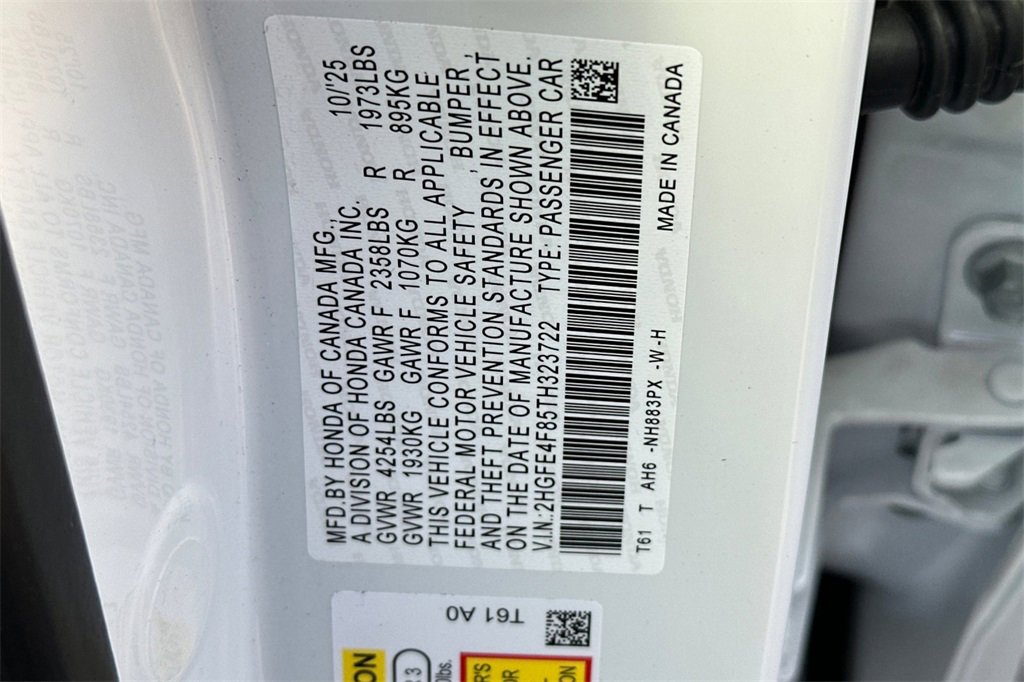 MFD.BY HONDA OF CANADA MFG., 10/'25
A DIVISION OF HONDA CANADA INC.
GVWR 4254LBS GAWR F 2358LBS R 1973LBS
GVWR 1930KG GAWR F 1070KG R 895KG
THIS VEHICLE CONFORMS TO ALL APPLICABLE
FEDERAL MOTOR VEHICLE SAFETY , BUMPER ,
AND THEFT PREVENTION STANDARDS IN EFFECT
ON THE DATE OF MANUFACTURE SHOWN ABOVE.
V.I.N.:2HGFE4F85TH323722 TYPE: PASSENGER CAR
T61 T AH6 -NH883PX -W-H MADE IN CANADA
T61 A0